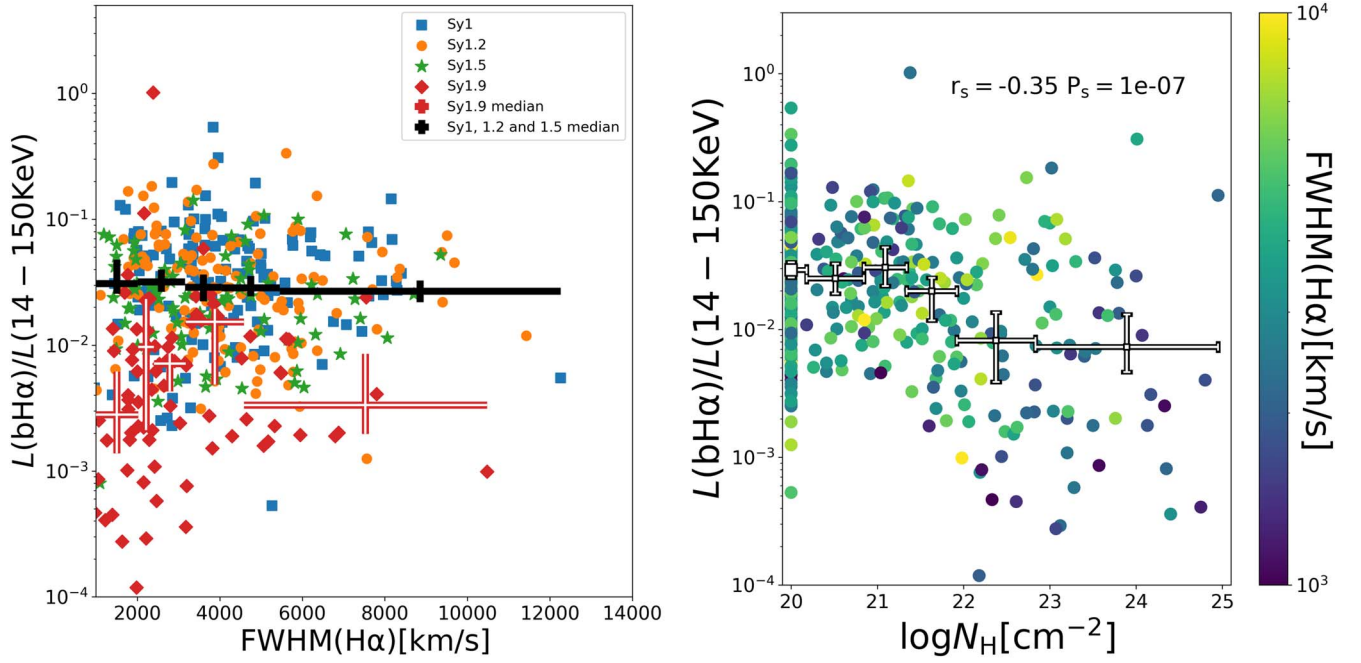 L(bHα)/L(14 − 150KeV)
10⁰
10⁻¹
10⁻²
10⁻³
10⁻⁴
Sy1
Sy1.2
Sy1.5
Sy1.9
Sy1.9 median
Sy1, 1.2 and 1.5 median
2000 4000 6000 8000 10000 12000 14000
FWHM(Hα)[km/s]
L(bHα)/L(14 − 150KeV)
10⁰
10⁻¹
10⁻²
10⁻³
10⁻⁴
rₛ = -0.35 Pₛ = 1e-07
20 21 22 23 24 25
logN_H[cm⁻²]
10⁴
10³
FWHM(Hα)[km/s]